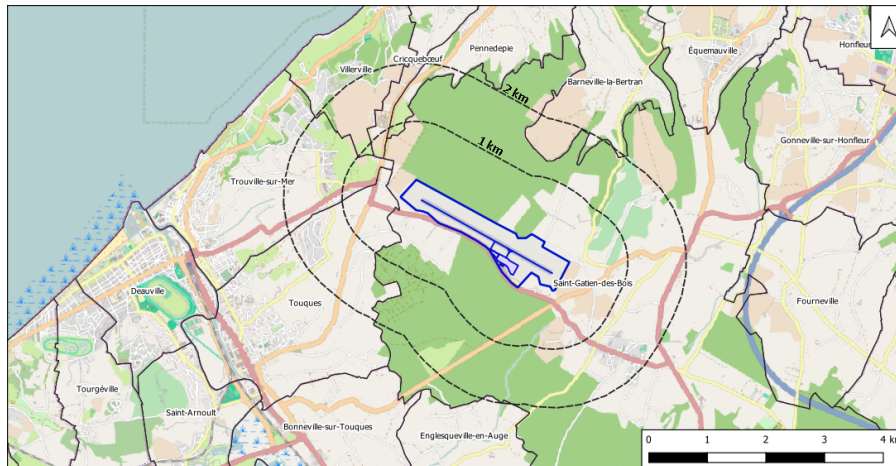 Cricquebœuf
Pennedepie
Équemauville
Honfleur
Villerville
Barneville-la-Bertran
2 km
Gonneville-sur-Honfleur
1 km
Trouville-sur-Mer
Saint-Gatien-des-Bois
Deauville
Touques
Fourneville
Tourgéville
Saint-Arnoult
Bonneville-sur-Touques
Englesqueville-en-Auge
0 1 2 3 4 km